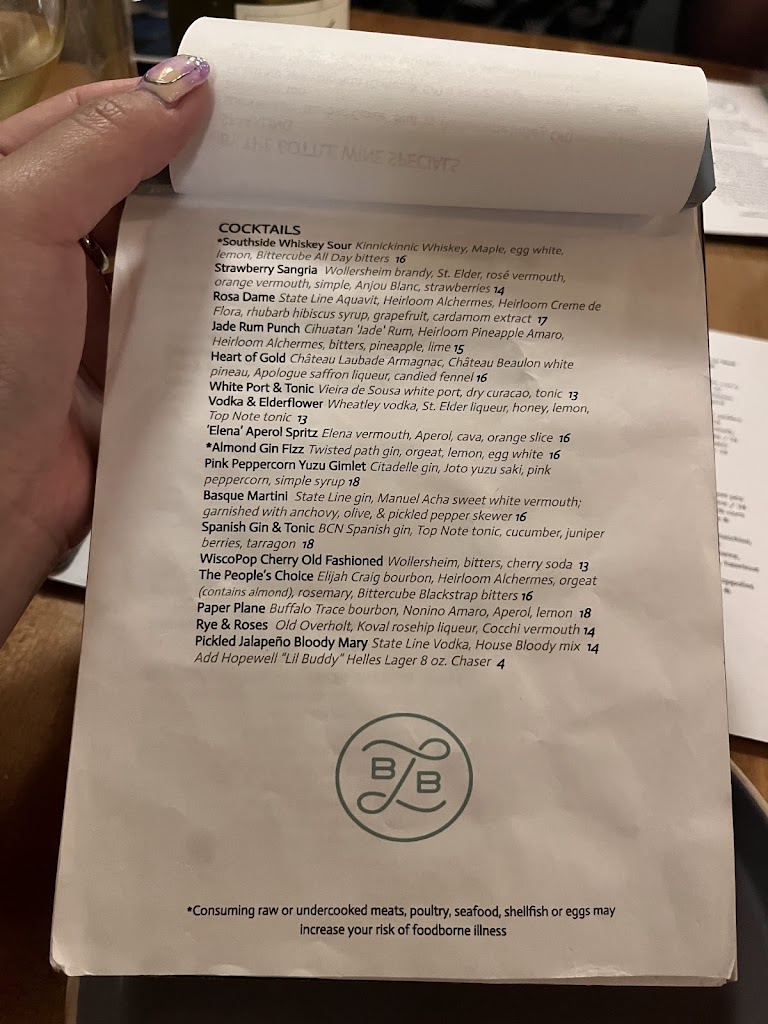 BY THE BOTTLE WINE SPECIALS
COCKTAILS
*Southside Whiskey Sour Kinnickinnic Whiskey, Maple, egg white,
lemon, Bittercube All Day bitters 16
Strawberry Sangria Wollersheim brandy, St. Elder, rosé vermouth,
orange vermouth, simple, Anjou Blanc, strawberries 14
Rosa Dame State Line Aquavit, Heirloom Alchermes, Heirloom Creme de
Flora, rhubarb hibiscus syrup, grapefruit, cardamom extract 17
Jade Rum Punch Cihuatan 'Jade' Rum, Heirloom Pineapple Amaro,
Heirloom Alchermes, bitters, pineapple, lime 15
Heart of Gold Château Laubade Armagnac, Château Beaulon white
pineau, Apologue saffron liqueur, candied fennel 16
White Port & Tonic Vieira de Sousa white port, dry curacao, tonic 13
Vodka & Elderflower Wheatley vodka, St. Elder liqueur, honey, lemon,
Top Note tonic 13
'Elena' Aperol Spritz Elena vermouth, Aperol, cava, orange slice 16
*Almond Gin Fizz Twisted path gin, orgeat, lemon, egg white 16
Pink Peppercorn Yuzu Gimlet Citadelle gin, Joto yuzu saki, pink
peppercorn, simple syrup 18
Basque Martini State Line gin, Manuel Acha sweet white vermouth;
garnished with anchovy, olive, & pickled pepper skewer 16
Spanish Gin & Tonic BCN Spanish gin, Top Note tonic, cucumber, juniper
berries, tarragon 18
WiscoPop Cherry Old Fashioned Wollersheim, bitters, cherry soda 13
The People's Choice Elijah Craig bourbon, Heirloom Alchermes, orgeat
(contains almond), rosemary, Bittercube Blackstrap bitters 16
Paper Plane Buffalo Trace bourbon, Nonino Amaro, Aperol, lemon 18
Rye & Roses Old Overholt, Koval rosehip liqueur, Cocchi vermouth 14
Pickled Jalapeño Bloody Mary State Line Vodka, House Bloody mix 14
Add Hopewell "Lil Buddy" Helles Lager 8 oz. Chaser 4
B B
*Consuming raw or undercooked meats, poultry, seafood, shellfish or eggs may
increase your risk of foodborne illness